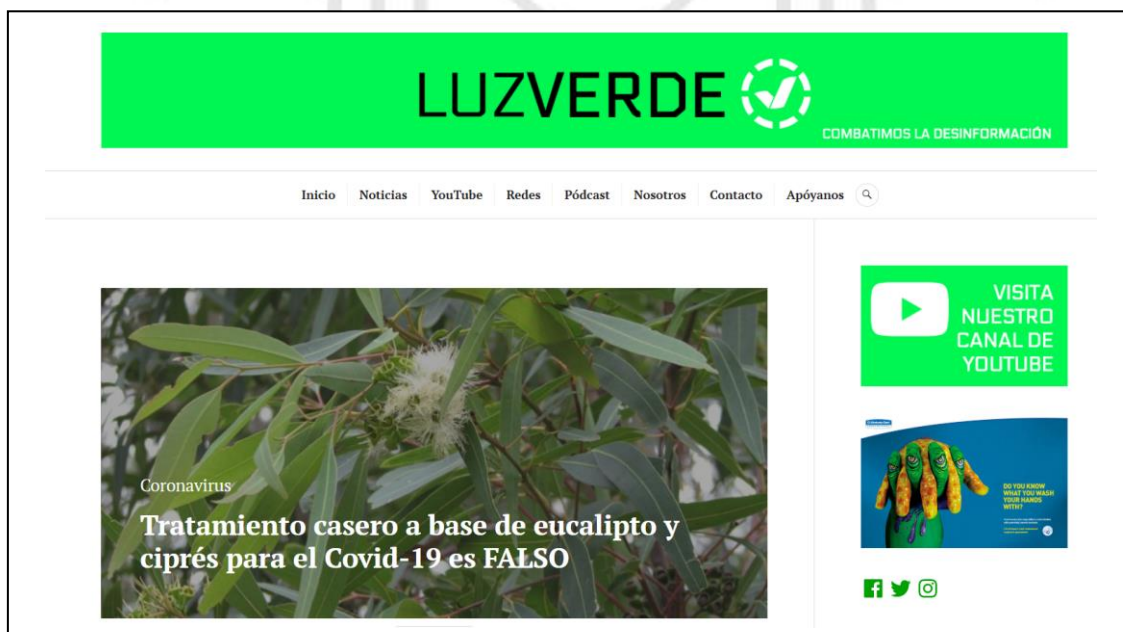 LUZVERDE
COMBATIMOS LA DESINFORMACIÓN
Inicio Noticias YouTube Redes Pódcast Nosotros Contacto Apóyanos
Coronavirus
Tratamiento casero a base de eucalipto y
ciprés para el Covid-19 es FALSO
VISITA
NUESTRO
CANAL DE
YOUTUBE
DO YOU KNOW
WHAT YOU WASH
YOUR HANDS
WITH?